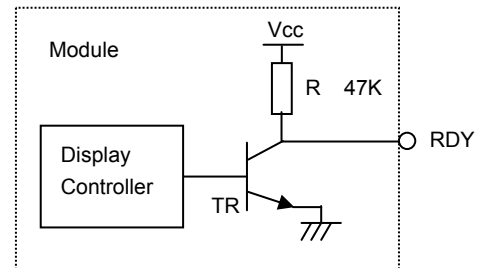 Vcc
Module
R 47K
RDY
Display
Controller
TR